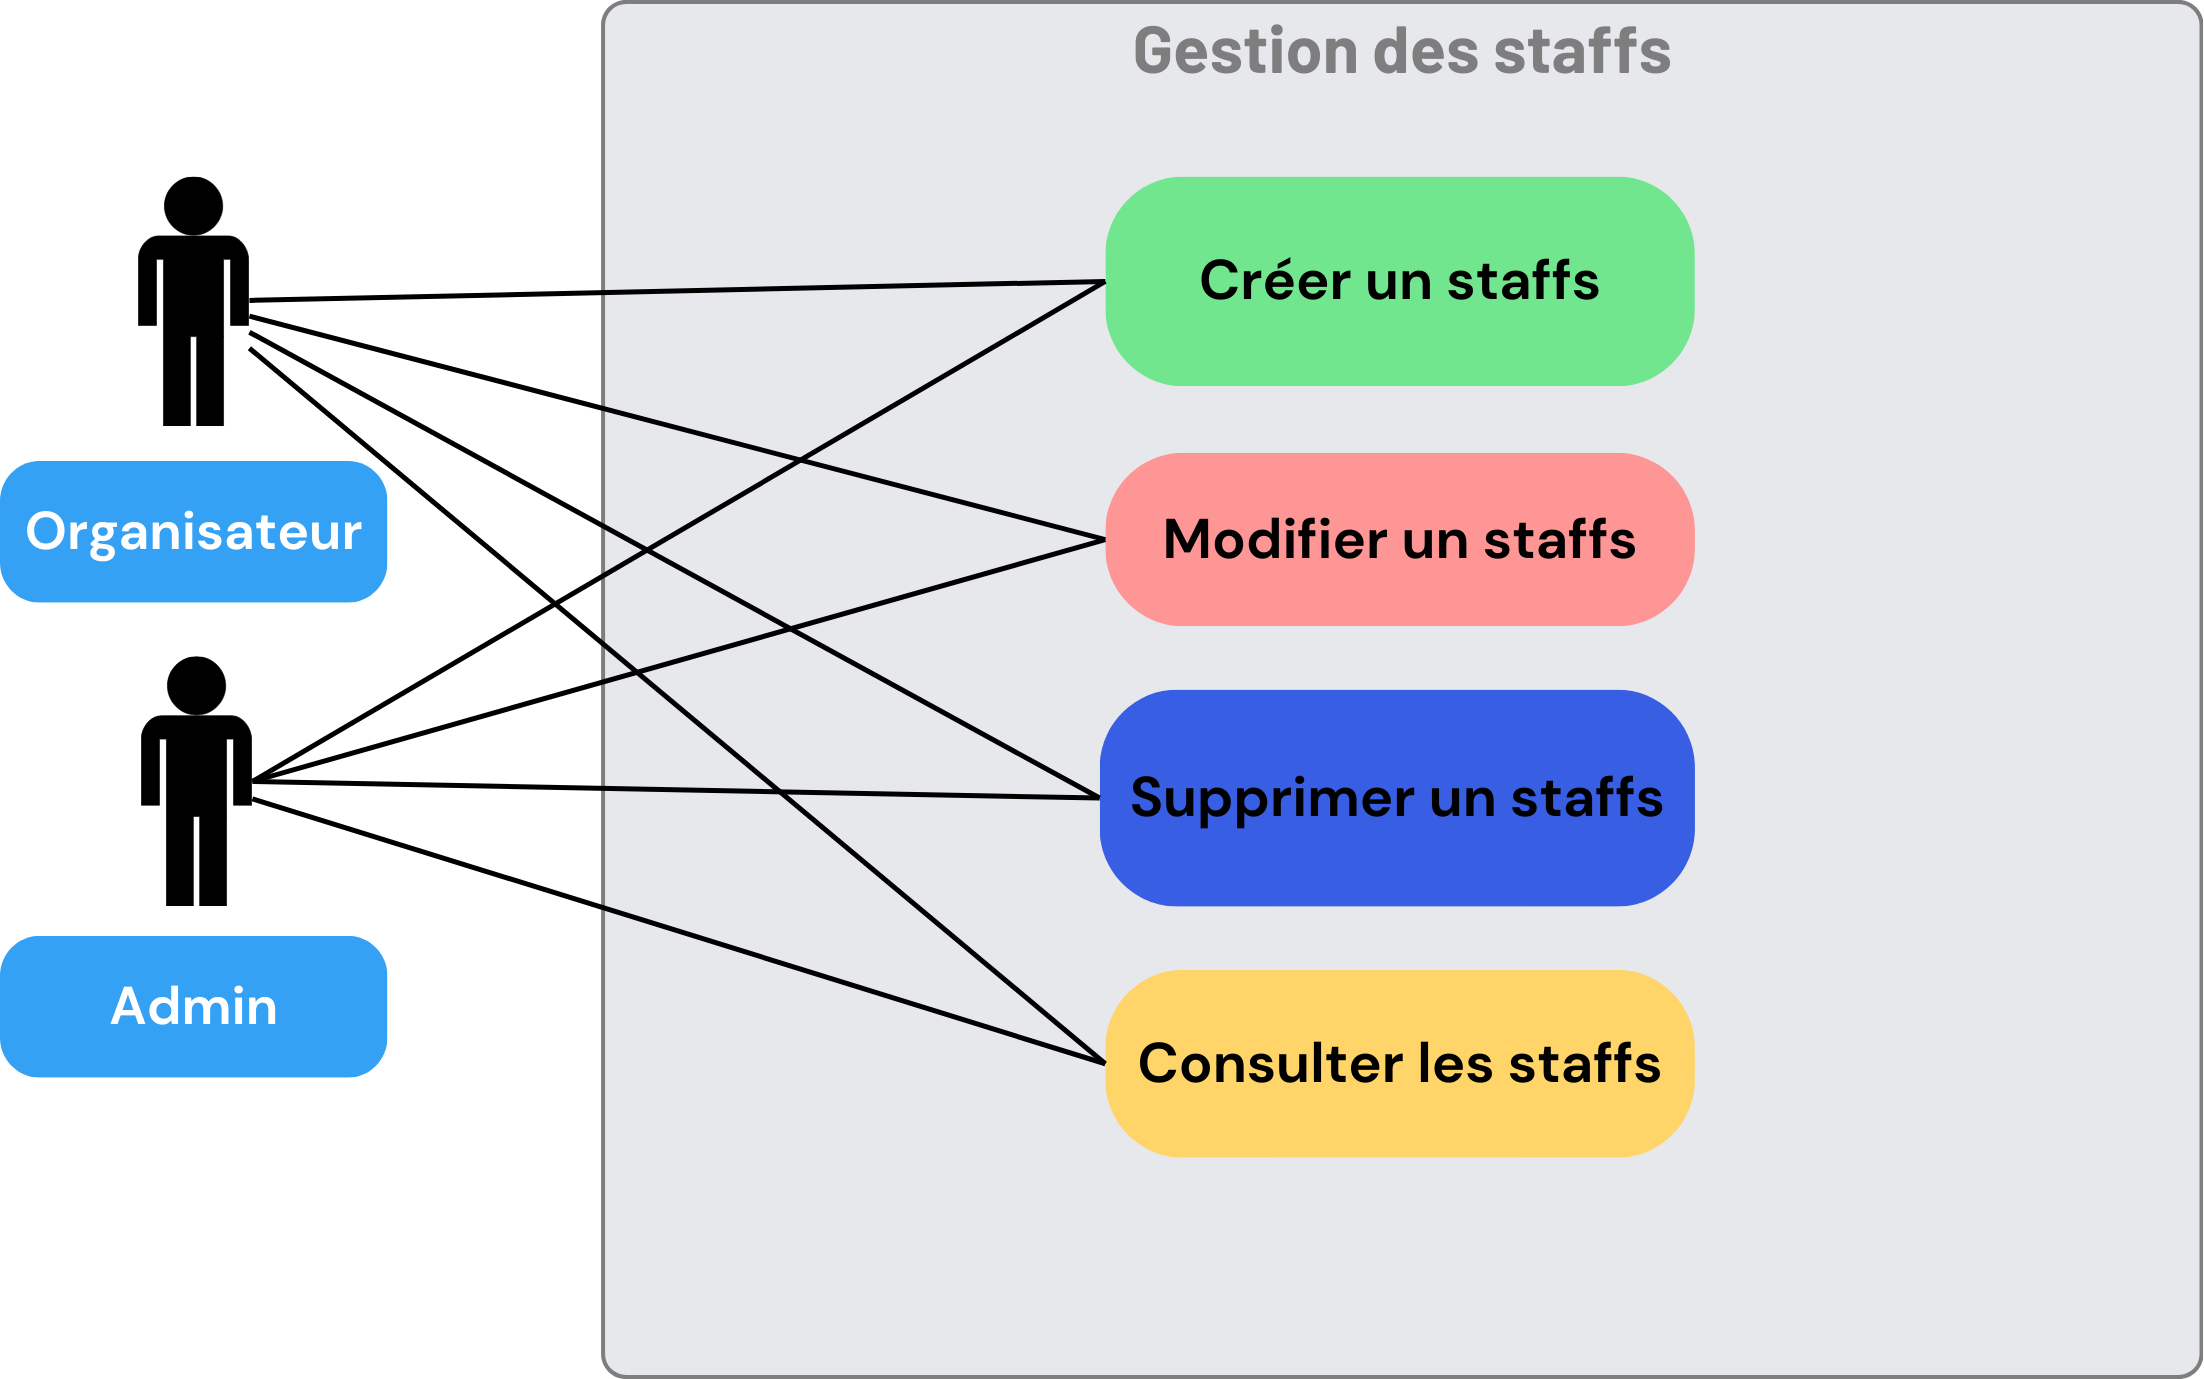 Gestion des staffs
Créer un staffs
Modifier un staffs
Organisateur
Supprimer un staffs
Admin
Consulter les staffs